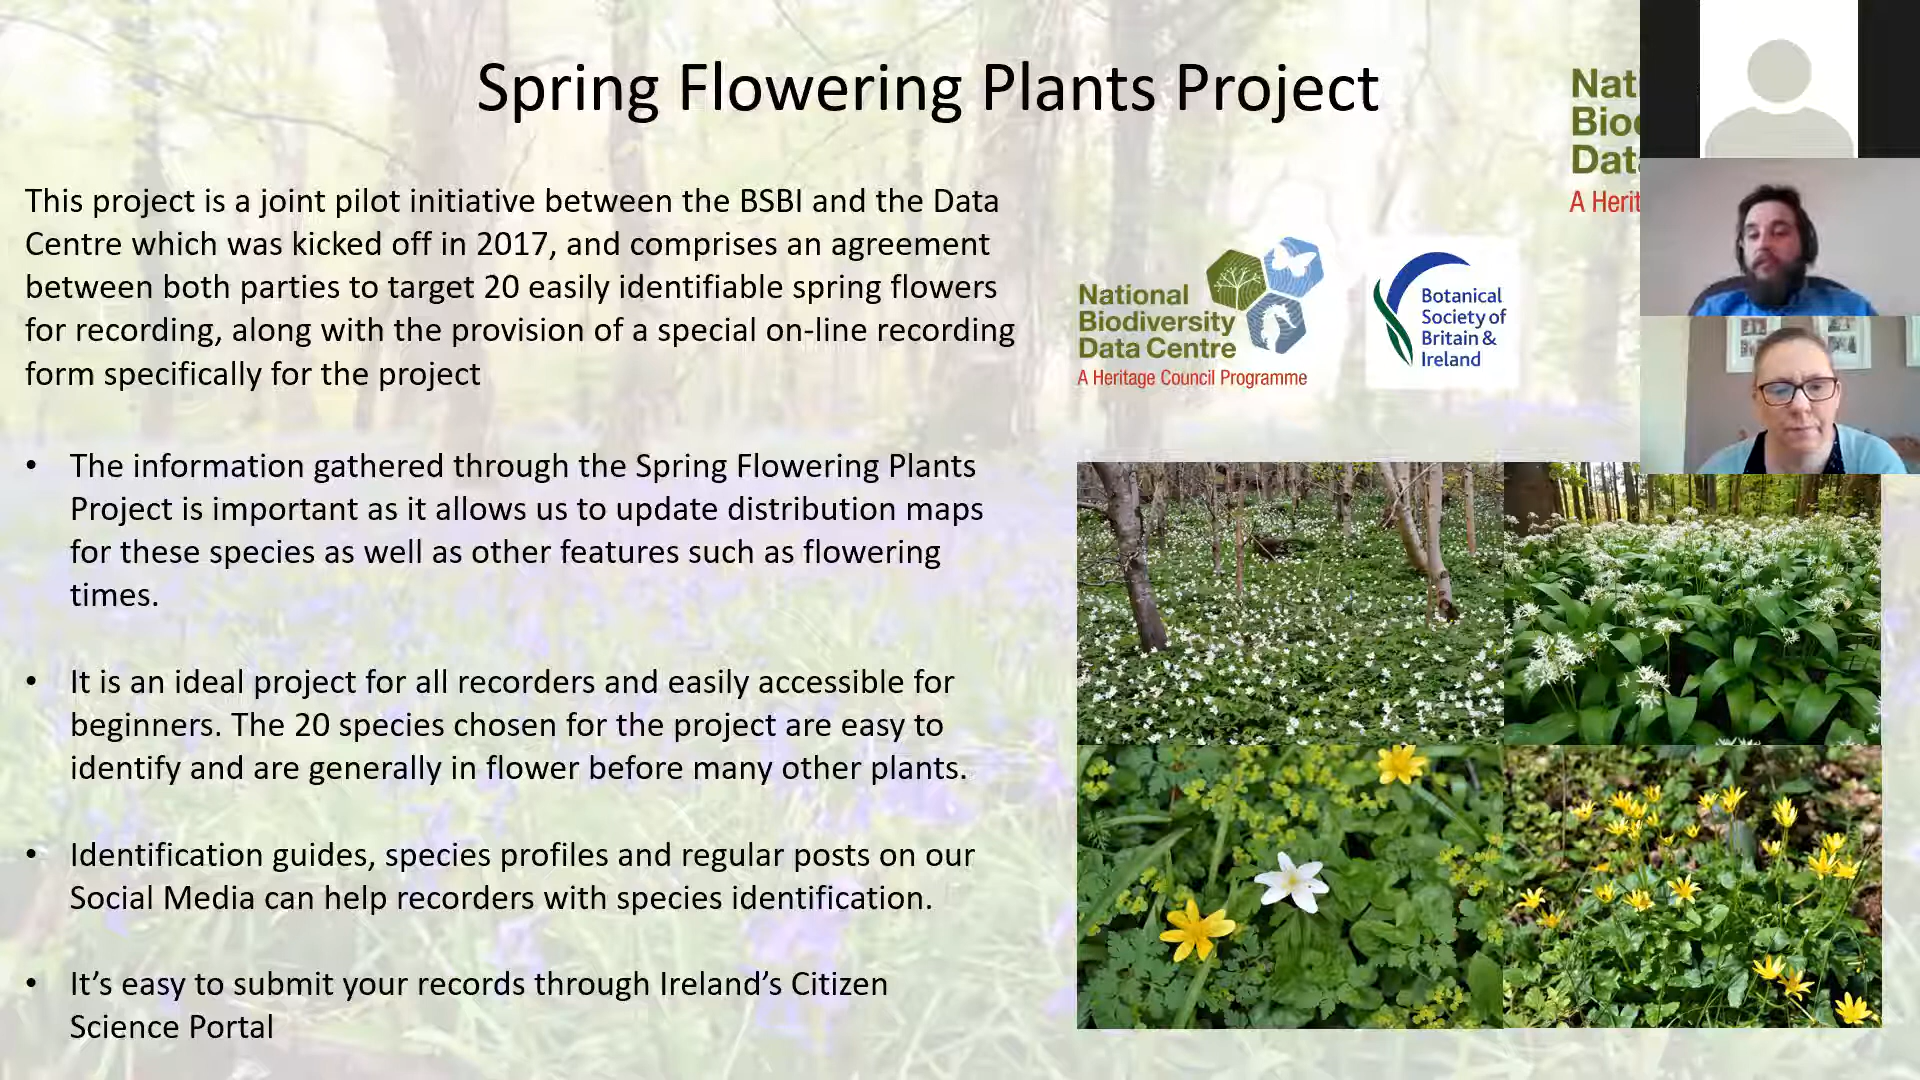 Spring Flowering Plants Project
This project is a joint pilot initiative between the BSBI and the Data
Centre which was kicked off in 2017, and comprises an agreement
between both parties to target 20 easily identifiable spring flowers
for recording, along with the provision of a special on-line recording
form specifically for the project
• The information gathered through the Spring Flowering Plants
Project is important as it allows us to update distribution maps
for these species as well as other features such as flowering
times.
• It is an ideal project for all recorders and easily accessible for
beginners. The 20 species chosen for the project are easy to
identify and are generally in flower before many other plants.
• Identification guides, species profiles and regular posts on our
Social Media can help recorders with species identification.
• It’s easy to submit your records through Ireland’s Citizen
Science Portal
National
Biodiversity
Data Centre
A Heritage Council Programme
Botanical
Society of
Britain &
Ireland